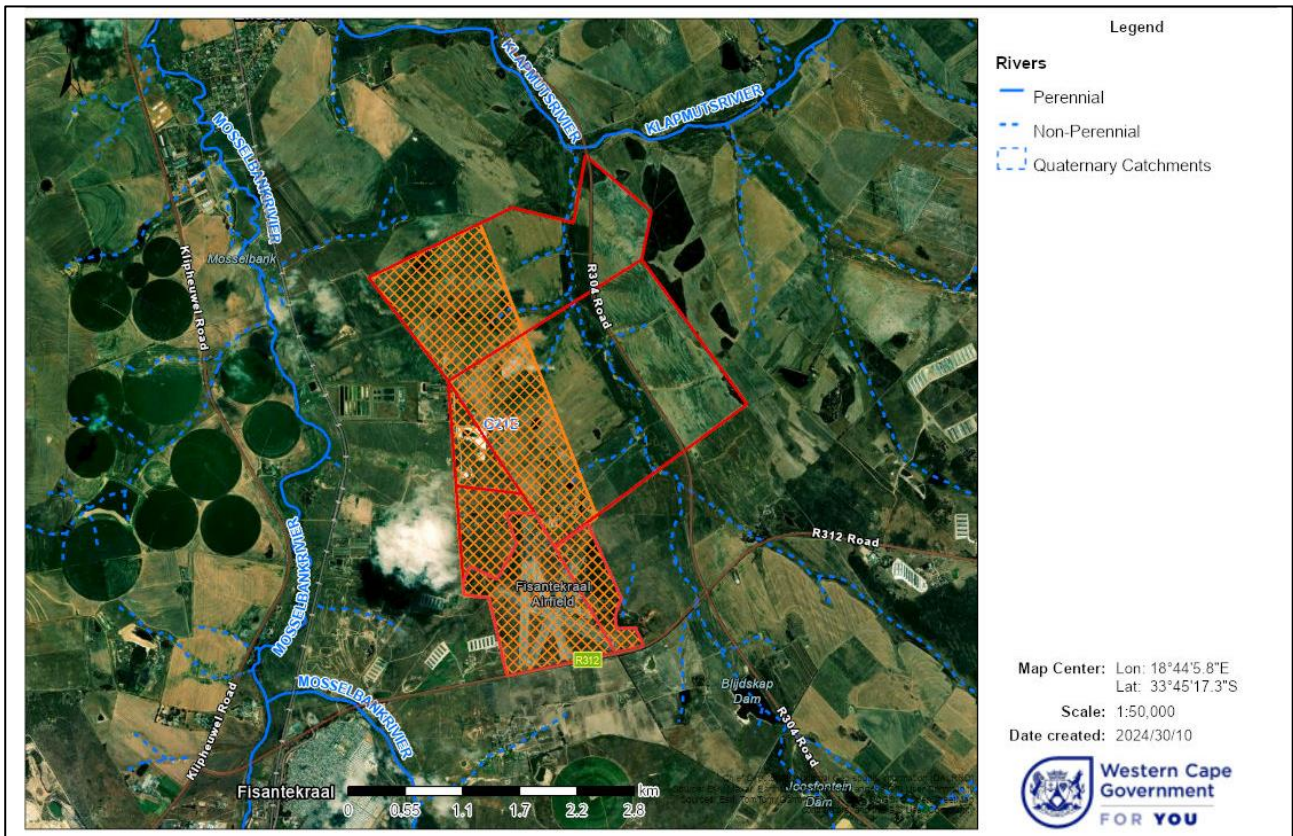 KLAPMUTSRIVIER
KLAPMUTSRIVIER
MOSSELBANKRIVIER
Mosselbank
Klipheuwel Road
R304 Road
G21E
MOSSELBANKRIVIER
Fisantekraal
Airfield
R312 Road
R312
MOSSELBANKRIVIER
Blijdskap
Dam
Klipheuwel Road
R304 Road
Fisantekraal
0 0.55 1.1 1.7 2.2 2.8 km
Joosfontein
Dam
Legend
Rivers
Perennial
Non-Perennial
Quaternary Catchments
Map Center: Lon: 18°44'5.8"E
Lat: 33°45'17.3"S
Scale: 1:50,000
Date created: 2024/30/10
Western Cape
Government
FOR YOU